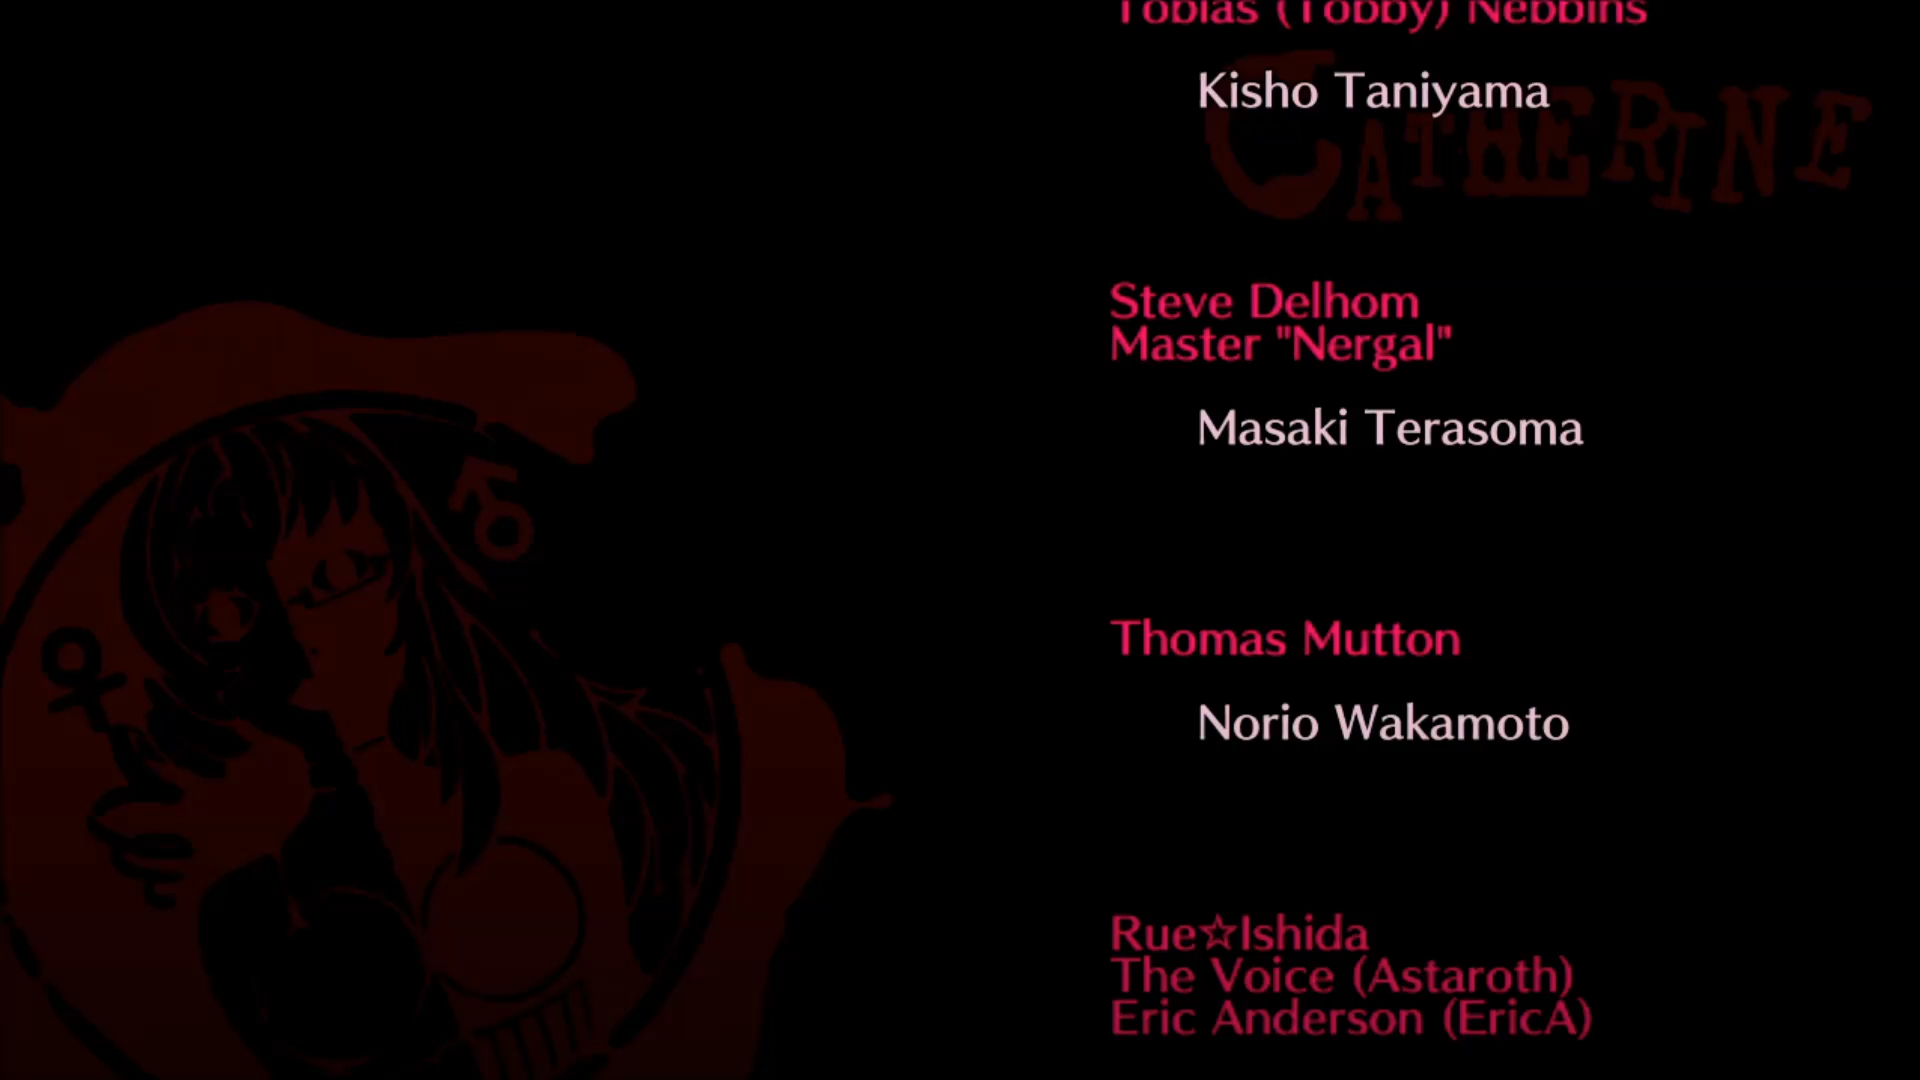 Tobias (Tobby) Nebbins
Kisho Taniyama
CATHERINE
Steve Delhom
Master "Nergal"
Masaki Terasoma
Thomas Mutton
Norio Wakamoto
Rue☆Ishida
The Voice (Astaroth)
Eric Anderson (EricA)